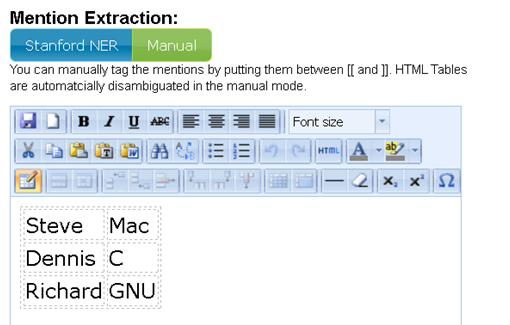 Mention Extraction:
Stanford NER Manual
You can manually tag the mentions by putting them between [[ and ]]. HTML Tables
are automatcially disambiguated in the manual mode.
B I U ABC Font size
HTML A ab
x₂ x² Ω
Steve Mac
Dennis C
Richard GNU